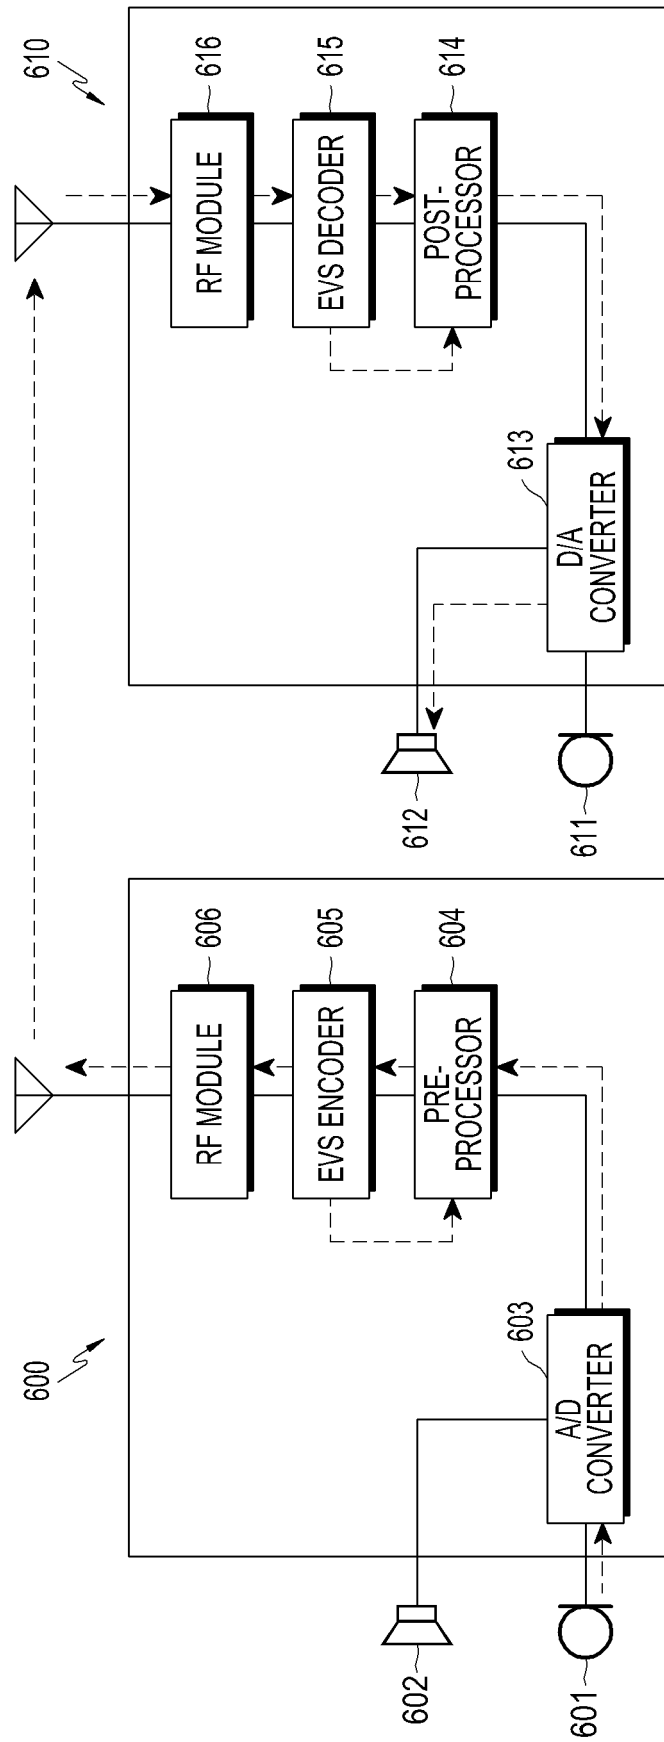 600
606
RF MODULE
605
EVS ENCODER
604
PRE-
PROCESSOR
603
A/D
CONVERTER
602
601
610
616
RF MODULE
615
EVS DECODER
614
POST-
PROCESSOR
613
D/A
CONVERTER
612
611